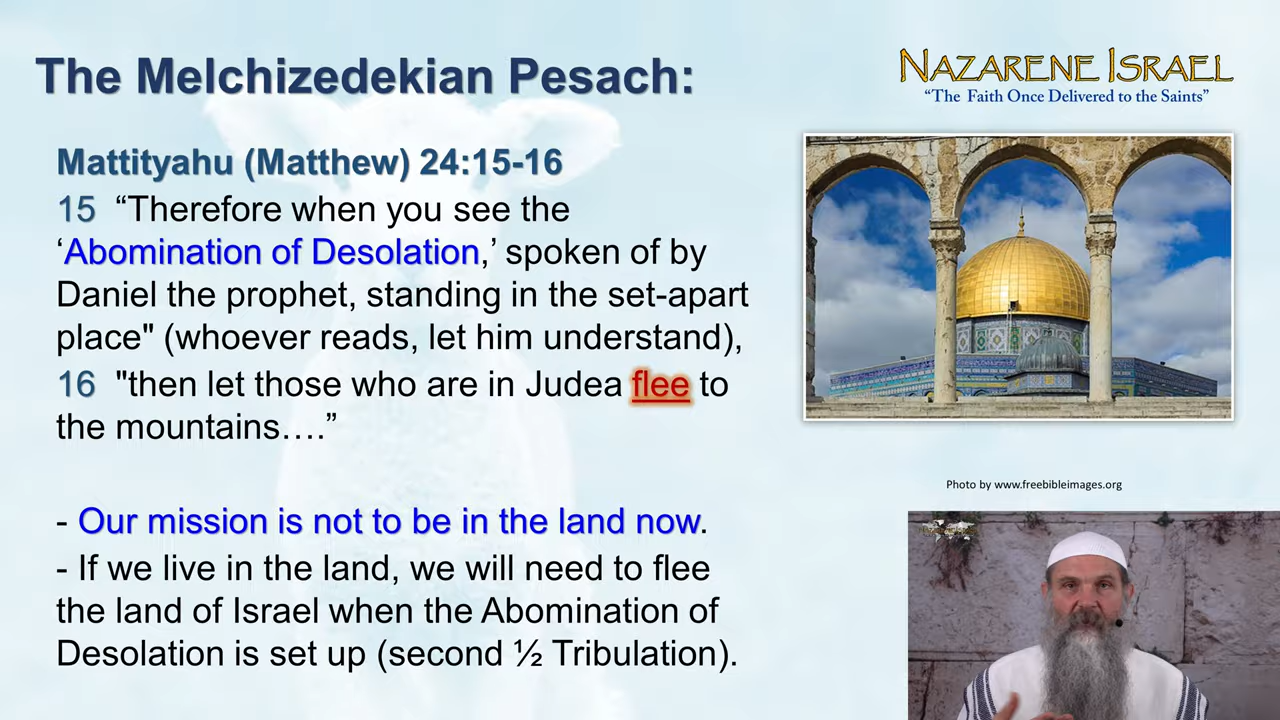 The Melchizedekian Pesach:
NAZARENE ISRAEL
“The Faith Once Delivered to the Saints”
Mattityahu (Matthew) 24:15-16
15 “Therefore when you see the
‘Abomination of Desolation,’ spoken of by
Daniel the prophet, standing in the set-apart
place" (whoever reads, let him understand),
16 "then let those who are in Judea flee to
the mountains….”
- Our mission is not to be in the land now.
- If we live in the land, we will need to flee
the land of Israel when the Abomination of
Desolation is set up (second ½ Tribulation).
Photo by www.freebibleimages.org